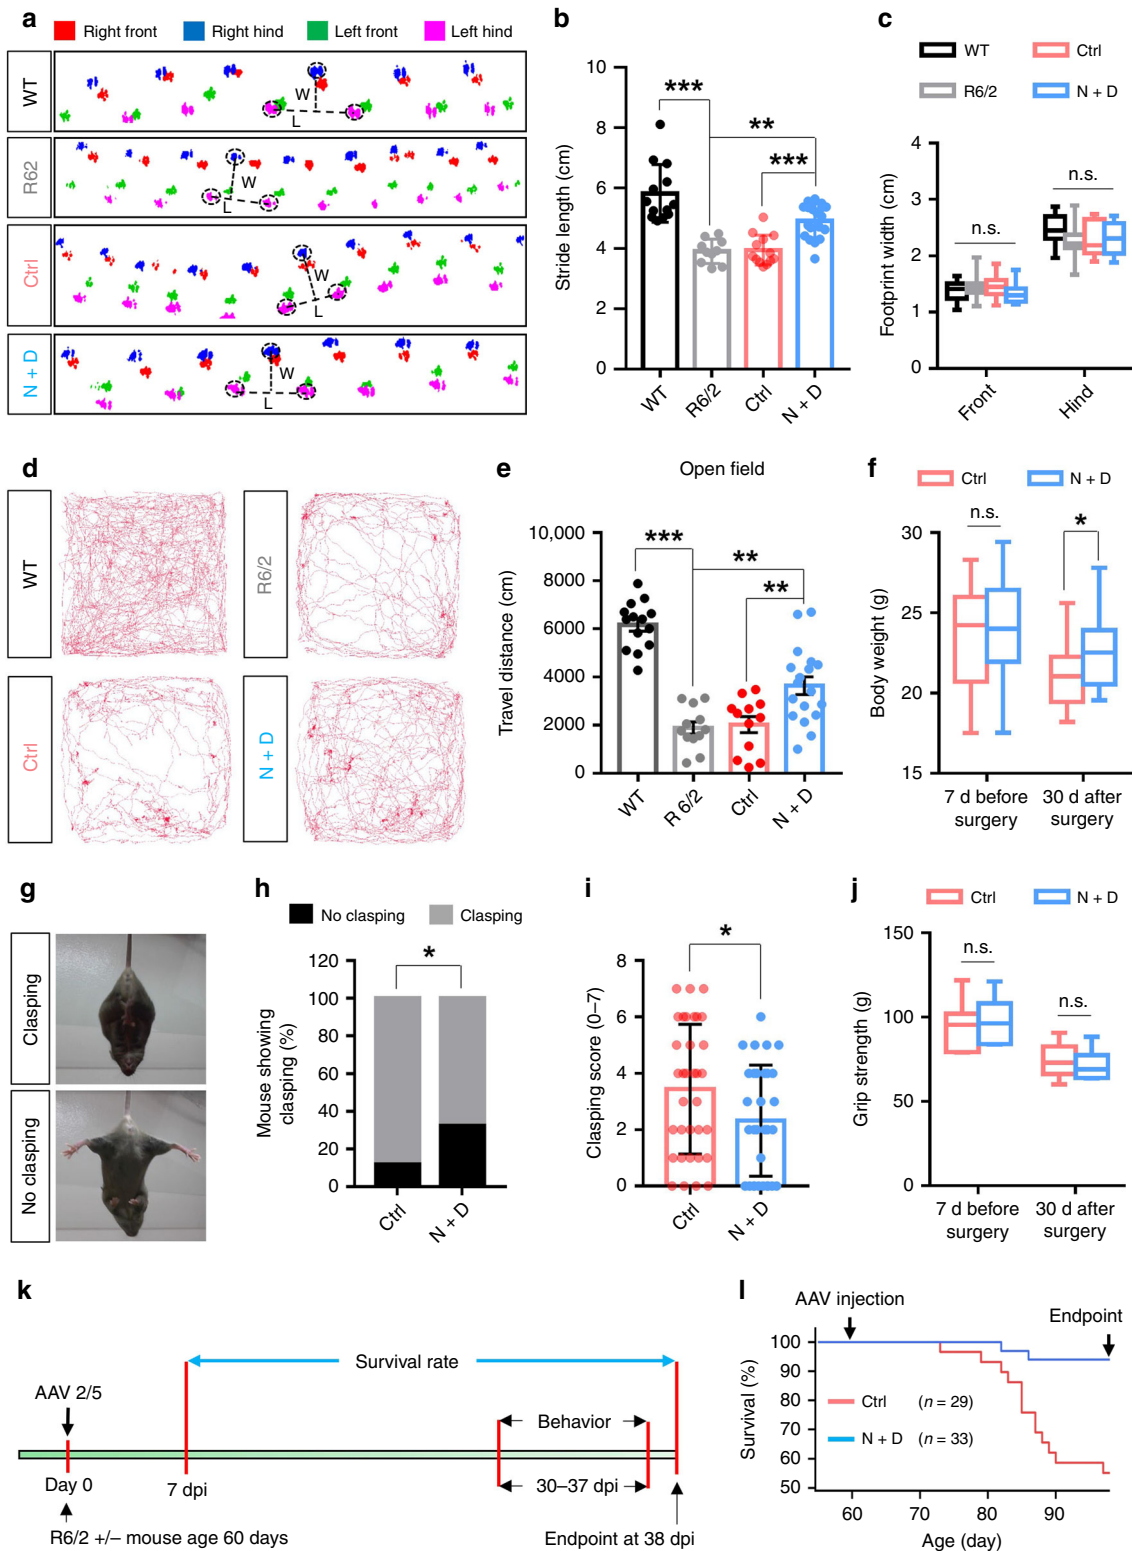 a
Right front
Right hind
Left front
Left hind
WT
W
L
R62
W
L
Ctrl
W
L
N + D
W
L
b
Stride length (cm)
10
8
6
4
2
0
***
**
***
WT
R6/2
Ctrl
N + D
c
WT
Ctrl
R6/2
N + D
Footprint width (cm)
4
3
2
1
0
n.s.
n.s.
Front
Hind
d
WT
R6/2
Ctrl
N + D
e
Open field
Travel distance (cm)
10,000
8000
6000
4000
2000
0
***
**
**
WT
R 6/2
Ctrl
N + D
f
Ctrl
N + D
Body weight (g)
30
25
20
15
n.s.
*
7 d before
surgery
30 d after
surgery
g
Clasping
No clasping
h
No clasping
Clasping
Mouse showing
clasping (%)
120
100
80
60
40
20
0
*
Ctrl
N + D
i
Clasping score (0–7)
8
6
4
2
0
*
Ctrl
N + D
j
Ctrl
N + D
Grip strength (g)
150
100
50
0
n.s.
n.s.
7 d before
surgery
30 d after
surgery
k
Survival rate
AAV 2/5
Behavior
Day 0
7 dpi
30–37 dpi
R6/2 +/– mouse age 60 days
Endpoint at 38 dpi
l
AAV injection
Endpoint
Survival (%)
100
90
80
70
60
50
Ctrl (n = 29)
N + D (n = 33)
60
70
80
90
Age (day)